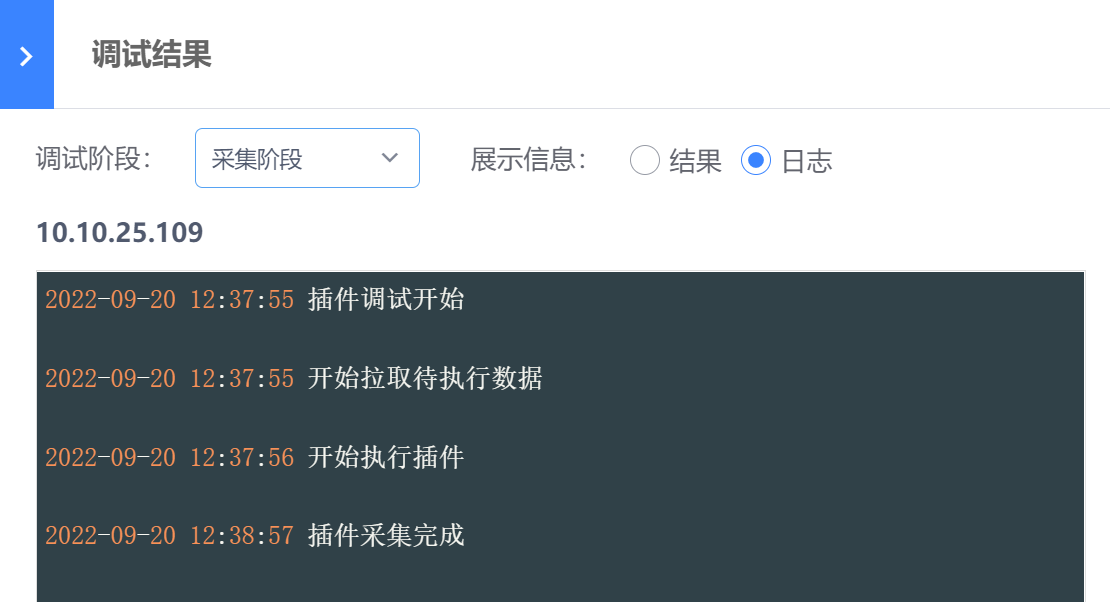 调试结果
调试阶段： 采集阶段 展示信息： 结果 日志
10.10.25.109
2022-09-20 12:37:55 插件调试开始
2022-09-20 12:37:55 开始拉取待执行数据
2022-09-20 12:37:56 开始执行插件
2022-09-20 12:38:57 插件采集完成